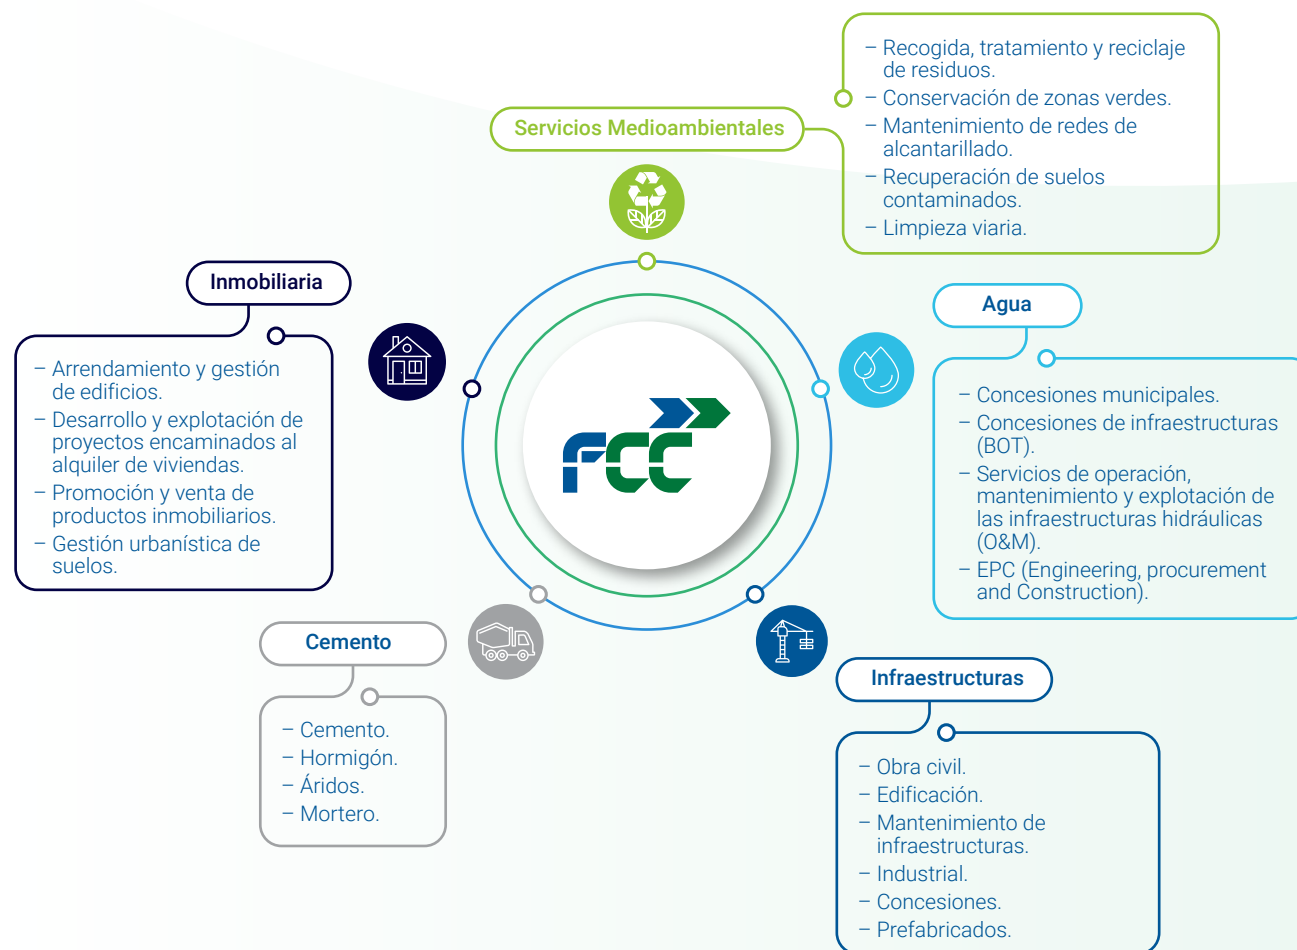 Servicios Medioambientales
– Recogida, tratamiento y reciclaje
de residuos.
– Conservación de zonas verdes.
– Mantenimiento de redes de
alcantarillado.
– Recuperación de suelos
contaminados.
– Limpieza viaria.
Inmobiliaria
– Arrendamiento y gestión
de edificios.
– Desarrollo y explotación de
proyectos encaminados al
alquiler de viviendas.
– Promoción y venta de
productos inmobiliarios.
– Gestión urbanística de
suelos.
FCC
Agua
– Concesiones municipales.
– Concesiones de infraestructuras
(BOT).
– Servicios de operación,
mantenimiento y explotación de
las infraestructuras hidráulicas
(O&M).
– EPC (Engineering, procurement
and Construction).
Cemento
– Cemento.
– Hormigón.
– Áridos.
– Mortero.
Infraestructuras
– Obra civil.
– Edificación.
– Mantenimiento de
infraestructuras.
– Industrial.
– Concesiones.
– Prefabricados.